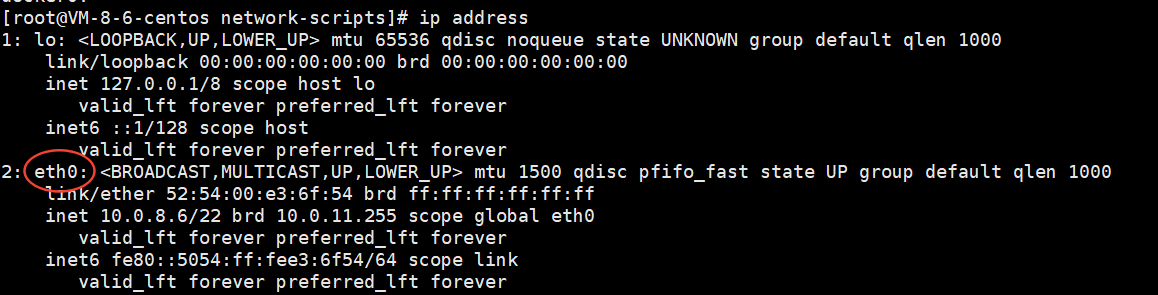 [root@VM-8-6-centos network-scripts]# ip address
1: lo: <LOOPBACK,UP,LOWER_UP> mtu 65536 qdisc noqueue state UNKNOWN group default qlen 1000
    link/loopback 00:00:00:00:00:00 brd 00:00:00:00:00:00
    inet 127.0.0.1/8 scope host lo
       valid_lft forever preferred_lft forever
    inet6 ::1/128 scope host
       valid_lft forever preferred_lft forever
2: eth0: <BROADCAST,MULTICAST,UP,LOWER_UP> mtu 1500 qdisc pfifo_fast state UP group default qlen 1000
    link/ether 52:54:00:e3:6f:54 brd ff:ff:ff:ff:ff:ff
    inet 10.0.8.6/22 brd 10.0.11.255 scope global eth0
       valid_lft forever preferred_lft forever
    inet6 fe80::5054:ff:fee3:6f54/64 scope link
       valid_lft forever preferred_lft forever